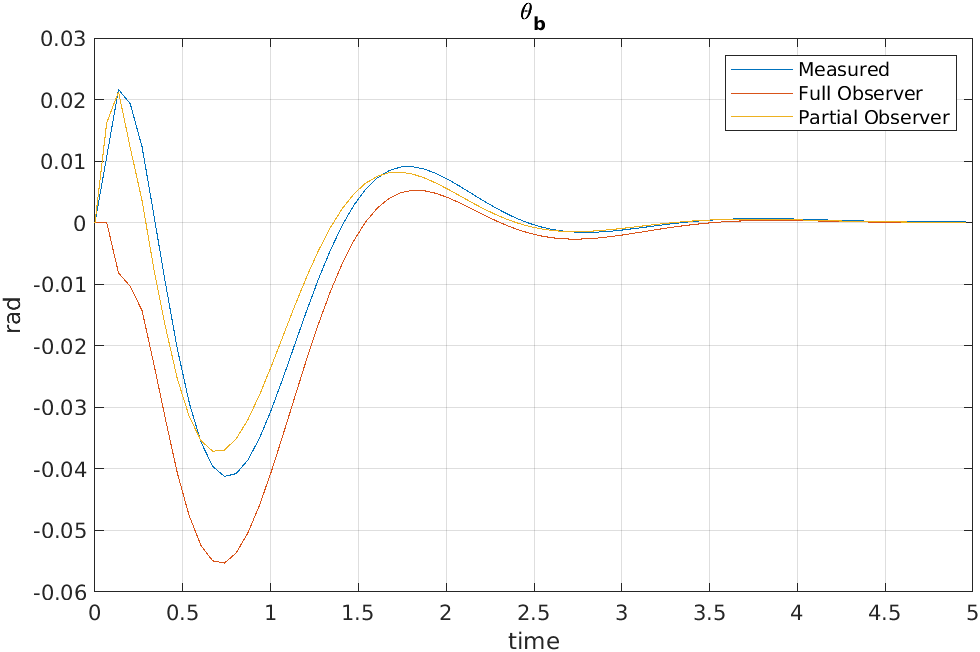 θb
0.03
0.02
0.01
0
-0.01
-0.02
-0.03
-0.04
-0.05
-0.06
rad
0 0.5 1 1.5 2 2.5 3 3.5 4 4.5 5
time
Measured
Full Observer
Partial Observer